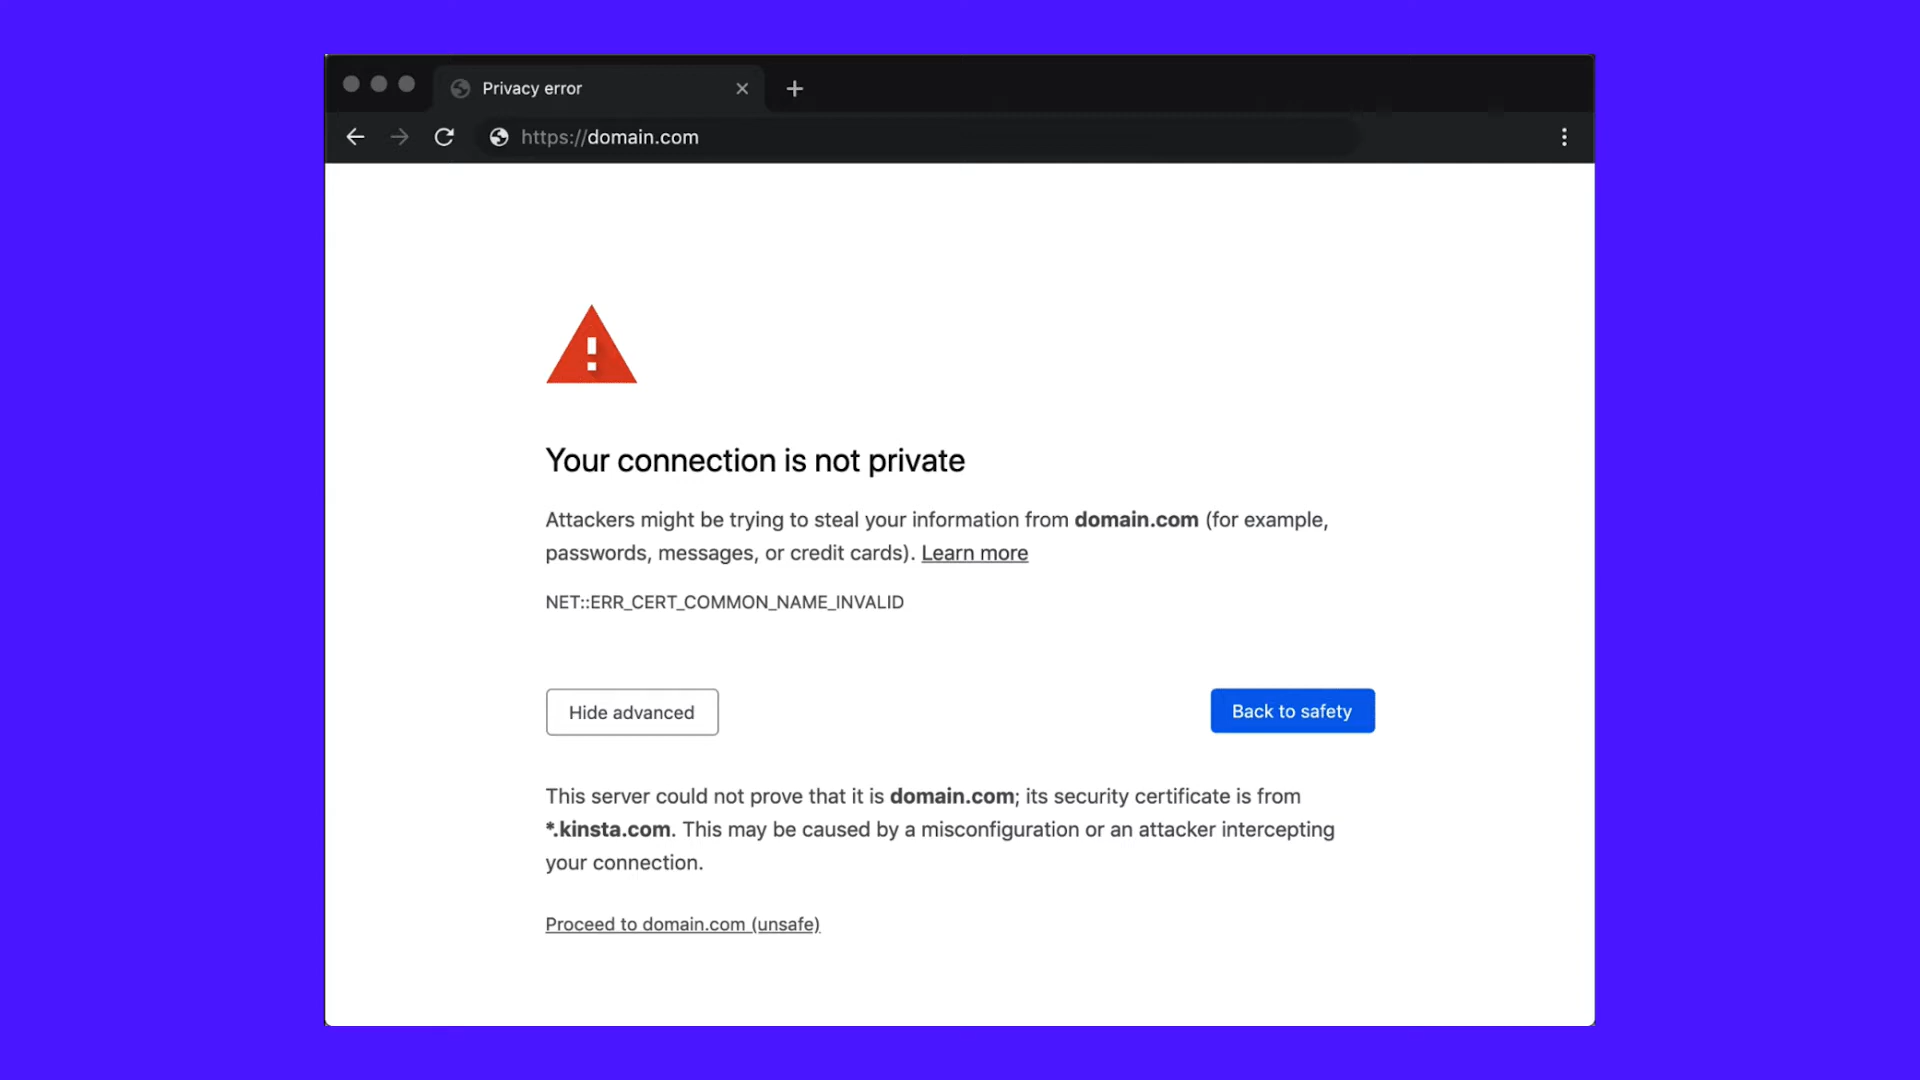 Privacy error
https://domain.com
Your connection is not private
Attackers might be trying to steal your information from domain.com (for example,
passwords, messages, or credit cards). Learn more
NET::ERR_CERT_COMMON_NAME_INVALID
Hide advanced
Back to safety
This server could not prove that it is domain.com; its security certificate is from
*.kinsta.com. This may be caused by a misconfiguration or an attacker intercepting
your connection.
Proceed to domain.com (unsafe)